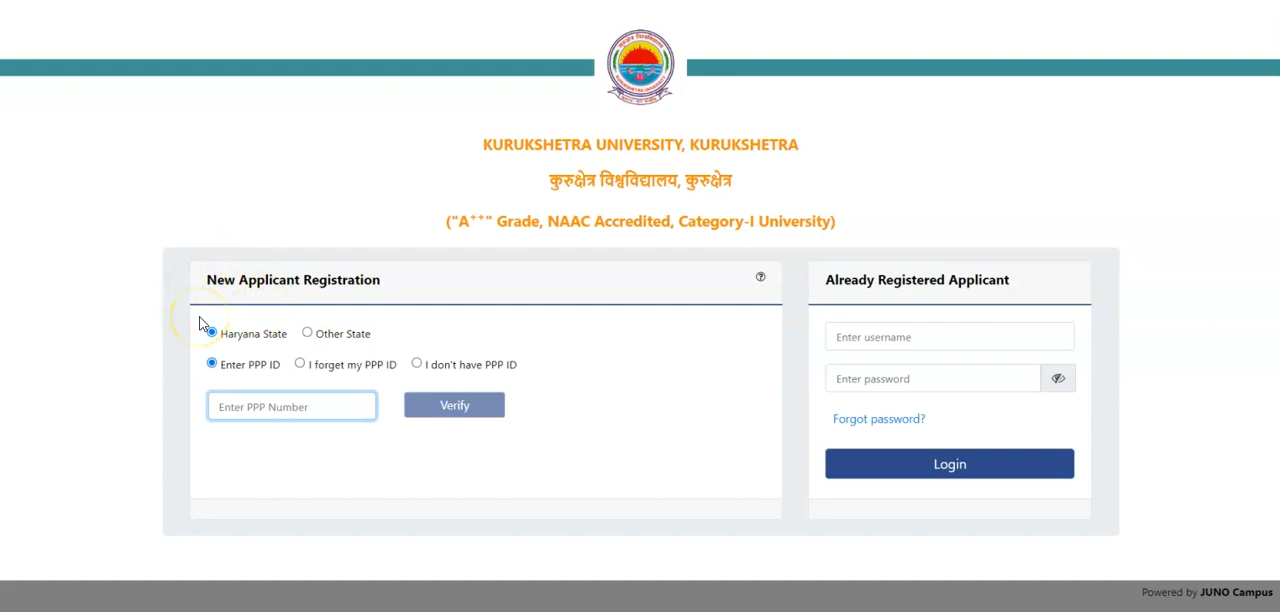 KURUKSHETRA UNIVERSITY, KURUKSHETRA
कुरुक्षेत्र विश्वविद्यालय, कुरुक्षेत्र
("A++" Grade, NAAC Accredited, Category-I University)
New Applicant Registration
Haryana State Other State
Enter PPP ID I forget my PPP ID I don't have PPP ID
Enter PPP Number Verify
Already Registered Applicant
Enter username
Enter password
Forgot password?
Login
Powered by JUNO Campus